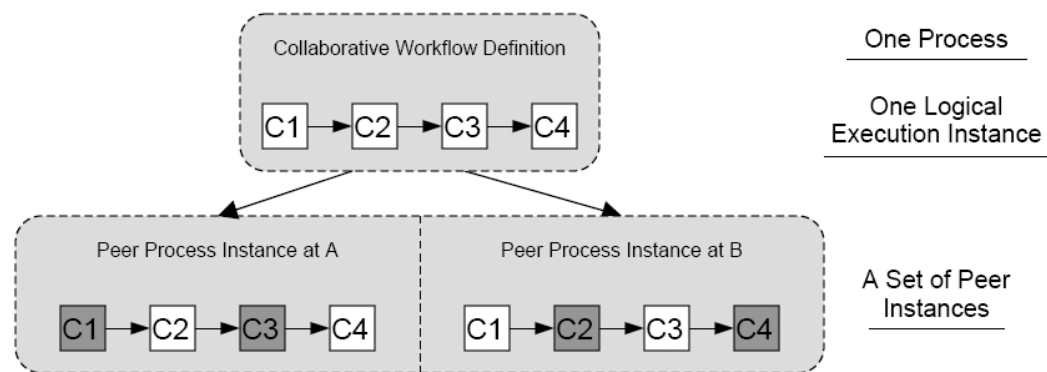 Collaborative Workflow Definition
C1 C2 C3 C4
One Process
One Logical
Execution Instance
Peer Process Instance at A
C1 C2 C3 C4
Peer Process Instance at B
C1 C2 C3 C4
A Set of Peer
Instances